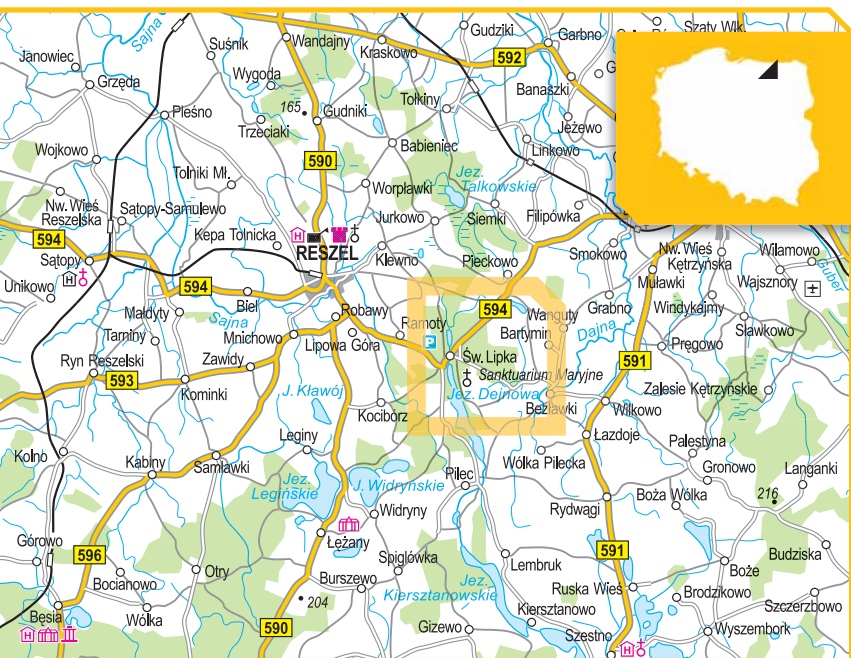 Sajna
Gudziki
Garbno
Szaty Wlk.
Janowiec
Suśnik
Wandajny
Kraskowo
592
Grzęda
Wygoda
Tołkiny
Banaszki
165
Gudniki
Pleśno
Trzeciaki
Jeżewo
Babieniec
Linkowo
Wojkowo
590
Tolniki Mł.
Worpławki
Jez.
Talkowskie
Nw. Wieś
Reszelska
Sątopy-Samulewo
Jurkowo
Siemki
Filipówka
594
Kępa Tolnicka
H
RESZEL
Klewno
Sątopy
H
Unikowo
Pieckowo
Smokowo
Nw. Wieś
Kętrzyńska
Wilamowo
Guber
Muławki
Wajsznory
594
Biel
Robawy
594
Grabno
Windykajmy
Małdyty
Sajna
Ramoty
Wanguty
Bartymin
Dajna
Sławkowo
Taminy
Mnichowo
Lipowa Góra
P
Św. Lipka
591
Pręgowo
Ryn Reszelski
Zawidy
Sanktuarium Maryjne
593
Kominki
J. Kławój
Jez. Dejnowa
Zalesie Kętrzyńskie
Kocibórz
Bezławki
Wilkowo
Leginy
Łazdoje
Palestyna
Kolno
Kabiny
Samławki
Wólka Pilecka
Gronowo
Langanki
Jez.
Legińskie
J. Widryńskie
Pilec
Boża Wólka
216
Widryny
Rydwągi
Górowo
Łężany
596
Spiglówka
591
Budziska
Bocianowo
Otry
Burszewo
Lembruk
Boże
Jez.
Kiersztanowskie
Ruska Wieś
Brodzikowo
Bęsia
Wólka
204
Kiersztanowo
Szczerzbowo
H
590
Gizewo
Szestno
Wyszembork
H